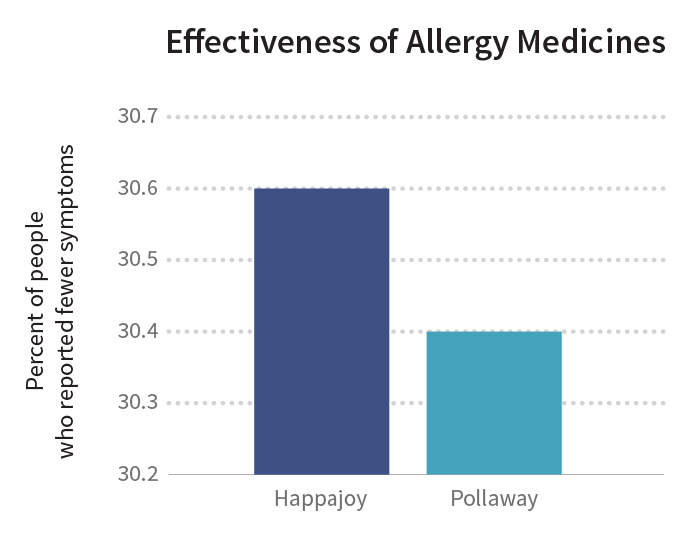 Effectiveness of Allergy Medicines
Percent of people
who reported fewer symptoms
30.7
30.6
30.5
30.4
30.3
30.2
Happajoy
Pollaway